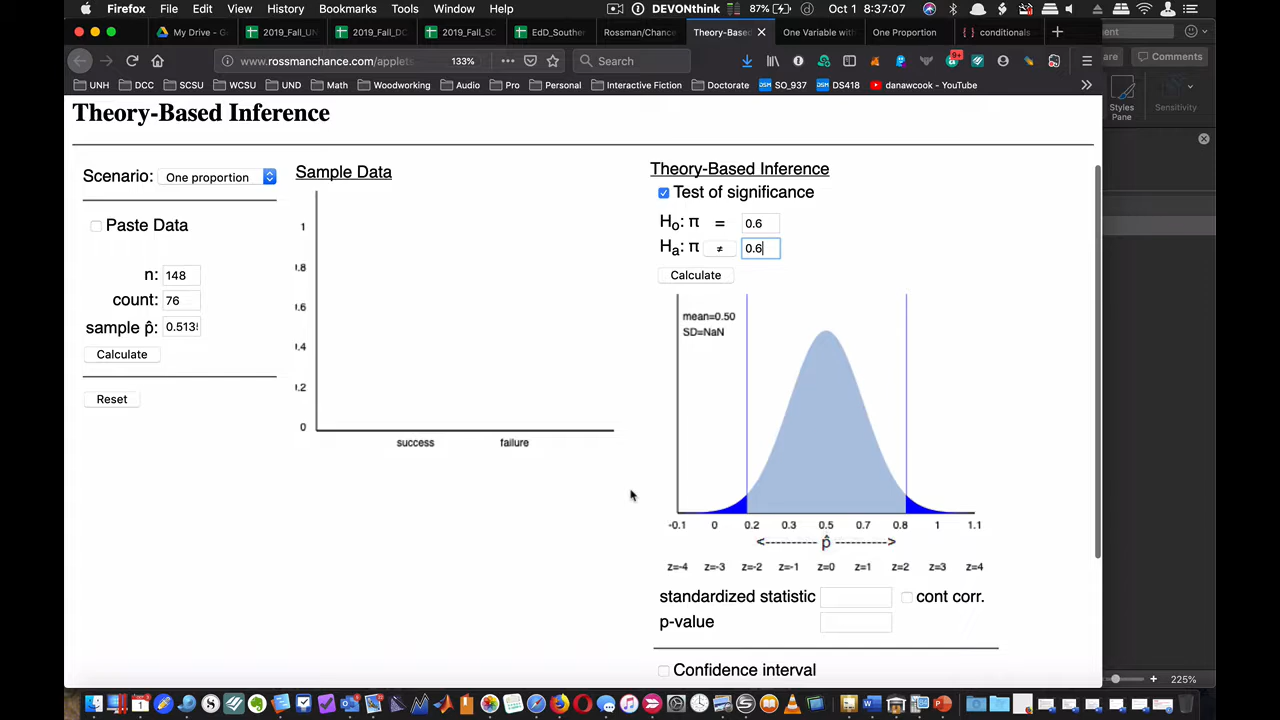 Firefox File Edit View History Bookmarks Tools Window Help DEVONthink 87% Oct 1 8:37:07
My Drive - G 2019_Fall_UN 2019_Fall_DC 2019_Fall_SC EdD_Souther Rossman/Chance Theory-Based One Variable with One Proportion conditionals
www.rossmanchance.com/applets 133% Search 9+
UNH DCC SCSU WCSU UND Math Woodworking Audio Pro Personal Interactive Fiction Doctorate SO_937 DS418 danawcook - YouTube
Comments
Styles Pane
Sensitivity
Theory-Based Inference
Scenario: One proportion
Paste Data
n: 148
count: 76
sample p̂: 0.513
Calculate
Reset
Sample Data
1
0
success failure
Theory-Based Inference
Test of significance
Ho: π = 0.6
Ha: π ≠ 0.6
Calculate
mean=0.50
SD=NaN
-0.1 0 0.2 0.3 0.5 0.7 0.8 1 1.1
<---------- p̂ ---------->
z=-4 z=-3 z=-2 z=-1 z=0 z=1 z=2 z=3 z=4
standardized statistic cont corr.
p-value
Confidence interval
225%